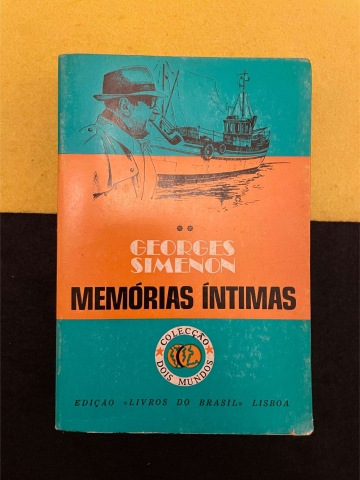 GEORGES
SIMENON
MEMÓRIAS ÍNTIMAS
COLECÇÃO
DOIS MUNDOS
EDIÇÃO «LIVROS DO BRASIL» LISBOA